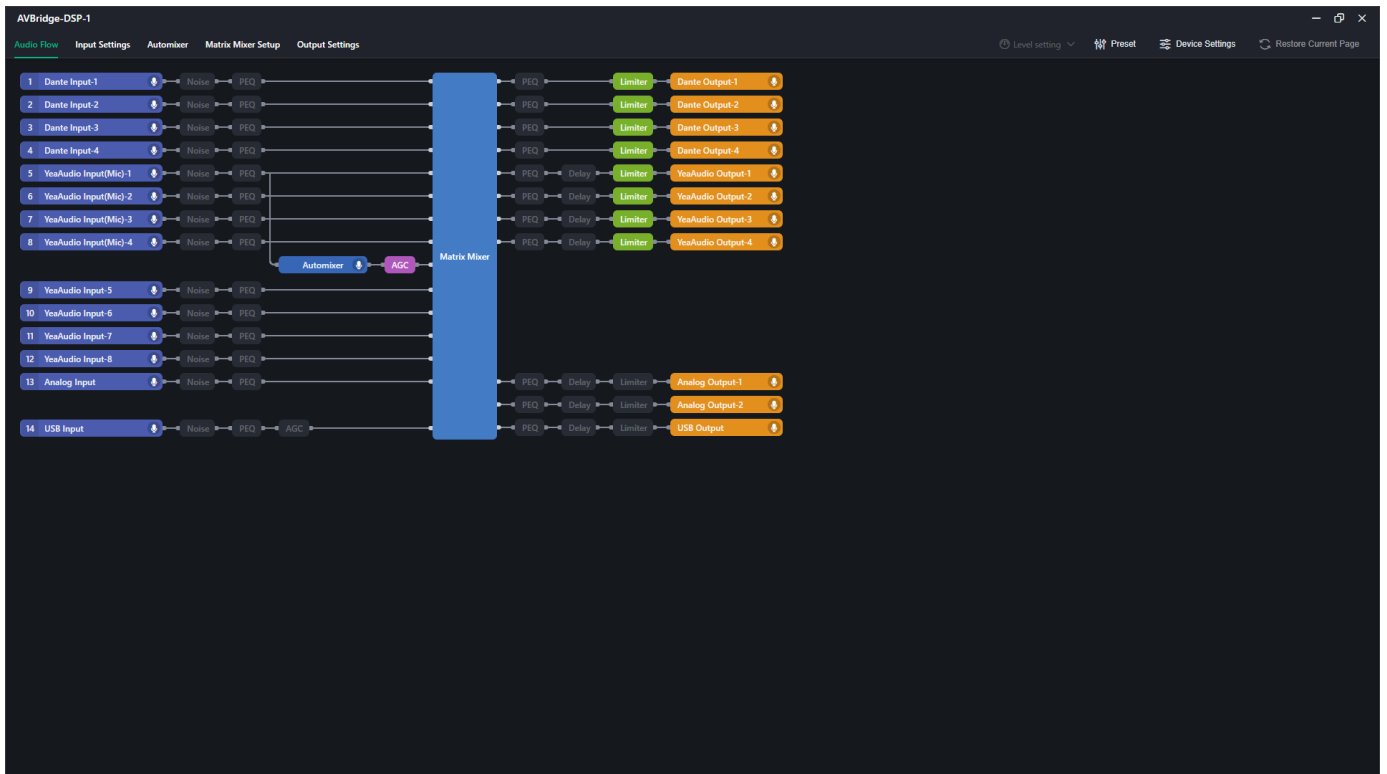 AVBridge-DSP-1
Audio Flow Input Settings Automixer Matrix Mixer Setup Output Settings Level setting Preset Device Settings Restore Current Page
1 Dante Input-1 Noise PEQ PEQ Limiter Dante Output-1
2 Dante Input-2 Noise PEQ PEQ Limiter Dante Output-2
3 Dante Input-3 Noise PEQ PEQ Limiter Dante Output-3
4 Dante Input-4 Noise PEQ PEQ Limiter Dante Output-4
5 YeaAudio Input(Mic)-1 Noise PEQ PEQ Delay Limiter YeaAudio Output-1
6 YeaAudio Input(Mic)-2 Noise PEQ PEQ Delay Limiter YeaAudio Output-2
7 YeaAudio Input(Mic)-3 Noise PEQ PEQ Delay Limiter YeaAudio Output-3
8 YeaAudio Input(Mic)-4 Noise PEQ PEQ Delay Limiter YeaAudio Output-4
Matrix Mixer
Automixer AGC
9 YeaAudio Input-5 Noise PEQ
10 YeaAudio Input-6 Noise PEQ
11 YeaAudio Input-7 Noise PEQ
12 YeaAudio Input-8 Noise PEQ
13 Analog Input Noise PEQ PEQ Delay Limiter Analog Output-1
PEQ Delay Limiter Analog Output-2
14 USB Input Noise PEQ AGC PEQ Delay Limiter USB Output